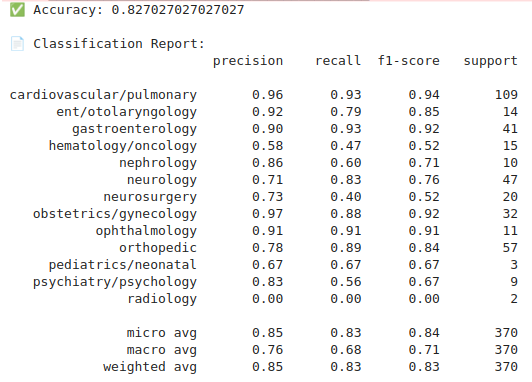 ✅ Accuracy: 0.827027027027027
📄 Classification Report:
precision recall f1-score support
cardiovascular/pulmonary 0.96 0.93 0.94 109
ent/otolaryngology 0.92 0.79 0.85 14
gastroenterology 0.90 0.93 0.92 41
hematology/oncology 0.58 0.47 0.52 15
nephrology 0.86 0.60 0.71 10
neurology 0.71 0.83 0.76 47
neurosurgery 0.73 0.40 0.52 20
obstetrics/gynecology 0.97 0.88 0.92 32
ophthalmology 0.91 0.91 0.91 11
orthopedic 0.78 0.89 0.84 57
pediatrics/neonatal 0.67 0.67 0.67 3
psychiatry/psychology 0.83 0.56 0.67 9
radiology 0.00 0.00 0.00 2
micro avg 0.85 0.83 0.84 370
macro avg 0.76 0.68 0.71 370
weighted avg 0.85 0.83 0.83 370